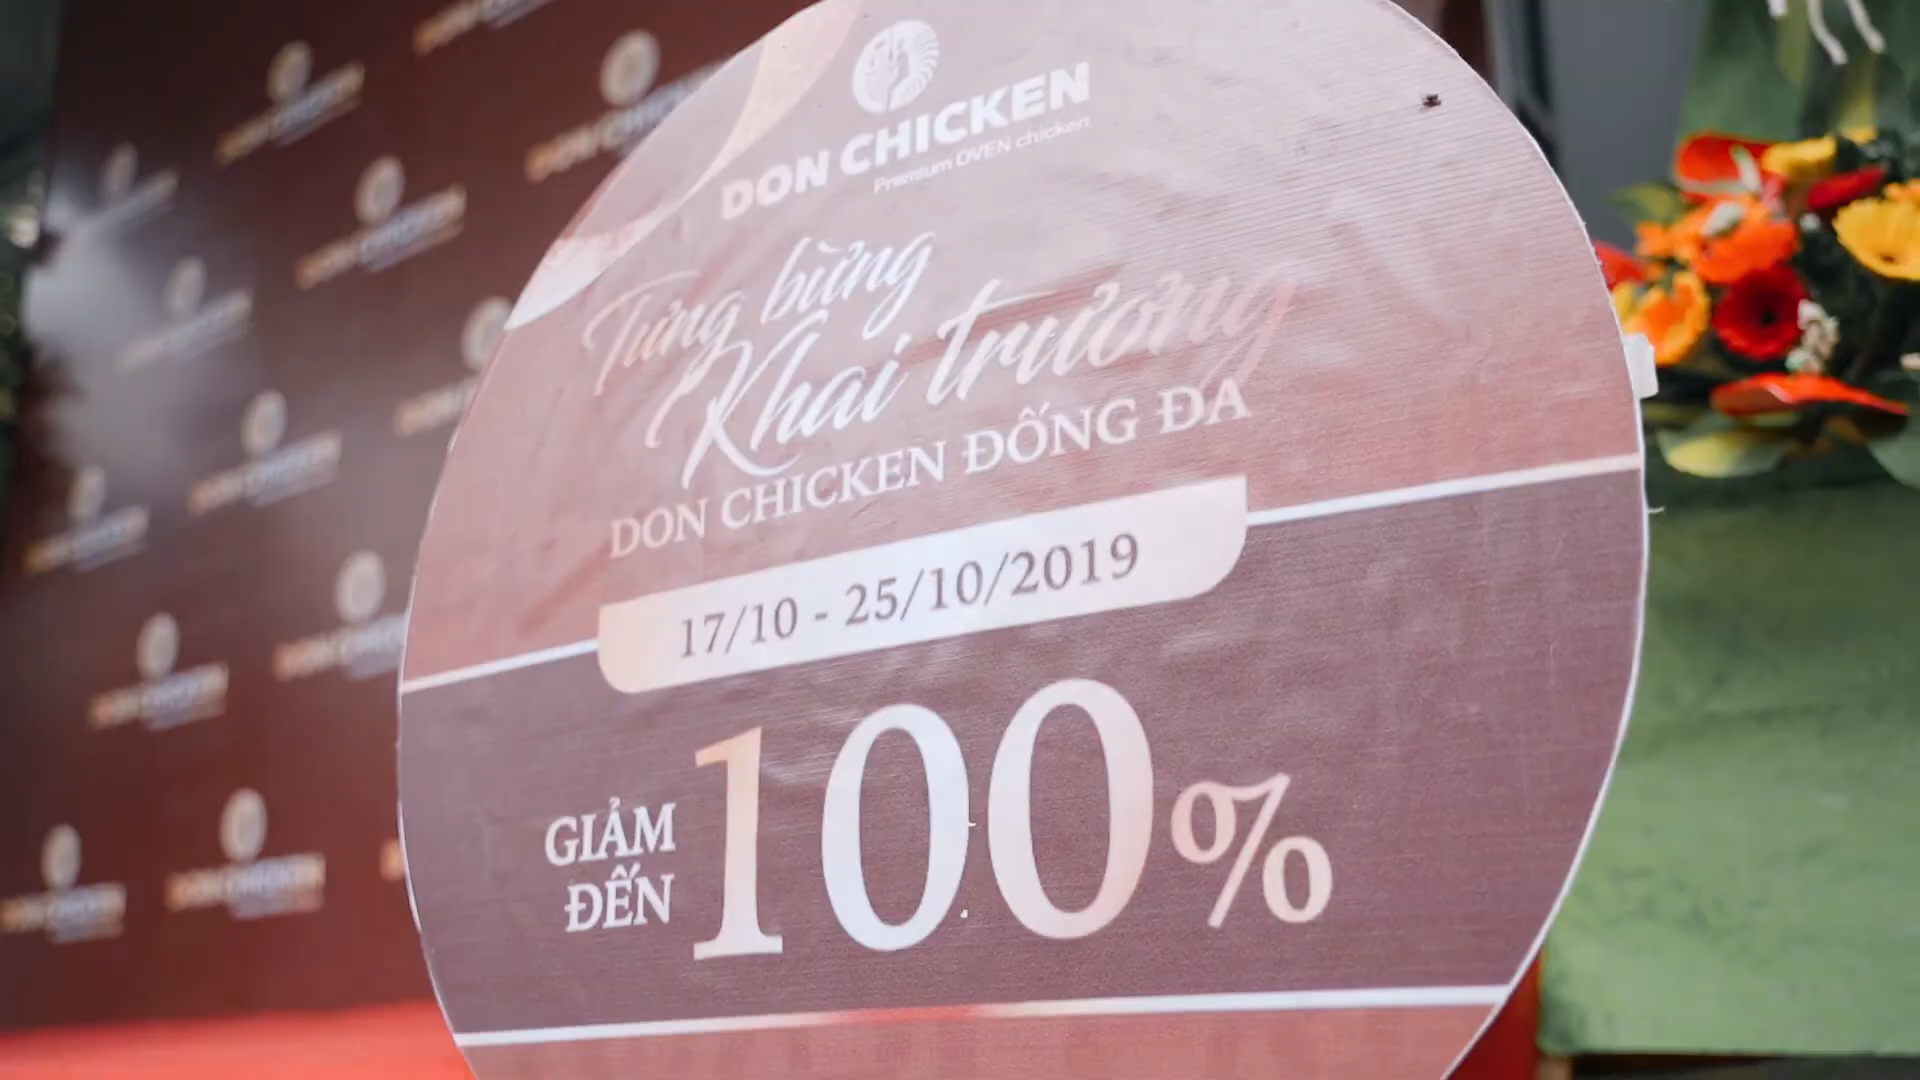 DON CHICKEN
Premium OVEN chicken
Tưng bừng
Khai trương
DON CHICKEN ĐỐNG ĐA
17/10 - 25/10/2019
GIẢM
ĐẾN
100%